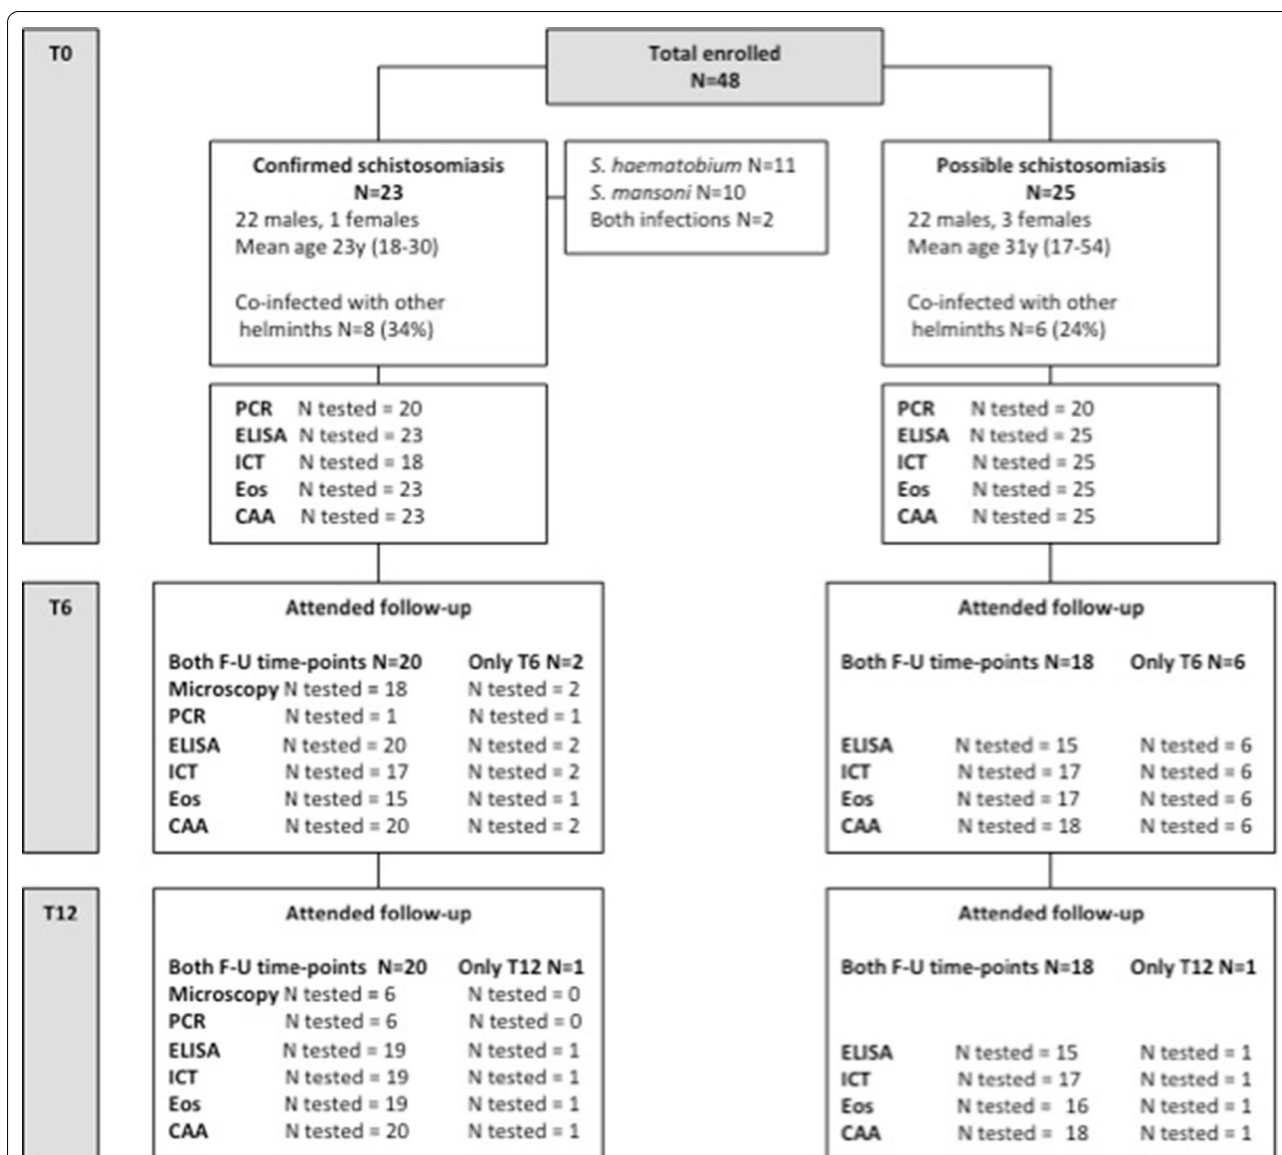 T0
Total enrolled
N=48
Confirmed schistosomiasis
N=23
22 males, 1 females
Mean age 23y (18-30)
Co-infected with other
helminths N=8 (34%)
S. haematobium N=11
S. mansoni N=10
Both infections N=2
Possible schistosomiasis
N=25
22 males, 3 females
Mean age 31y (17-54)
Co-infected with other
helminths N=6 (24%)
PCR N tested = 20
ELISA N tested = 23
ICT N tested = 18
Eos N tested = 23
CAA N tested = 23
PCR N tested = 20
ELISA N tested = 25
ICT N tested = 25
Eos N tested = 25
CAA N tested = 25
T6
Attended follow-up
Both F-U time-points N=20 Only T6 N=2
Microscopy N tested = 18 N tested = 2
PCR N tested = 1 N tested = 1
ELISA N tested = 20 N tested = 2
ICT N tested = 17 N tested = 2
Eos N tested = 15 N tested = 1
CAA N tested = 20 N tested = 2
Attended follow-up
Both F-U time-points N=18 Only T6 N=6
ELISA N tested = 15 N tested = 6
ICT N tested = 17 N tested = 6
Eos N tested = 17 N tested = 6
CAA N tested = 18 N tested = 6
T12
Attended follow-up
Both F-U time-points N=20 Only T12 N=1
Microscopy N tested = 6 N tested = 0
PCR N tested = 6 N tested = 0
ELISA N tested = 19 N tested = 1
ICT N tested = 19 N tested = 1
Eos N tested = 19 N tested = 1
CAA N tested = 20 N tested = 1
Attended follow-up
Both F-U time-points N=18 Only T12 N=1
ELISA N tested = 15 N tested = 1
ICT N tested = 17 N tested = 1
Eos N tested = 16 N tested = 1
CAA N tested = 18 N tested = 1